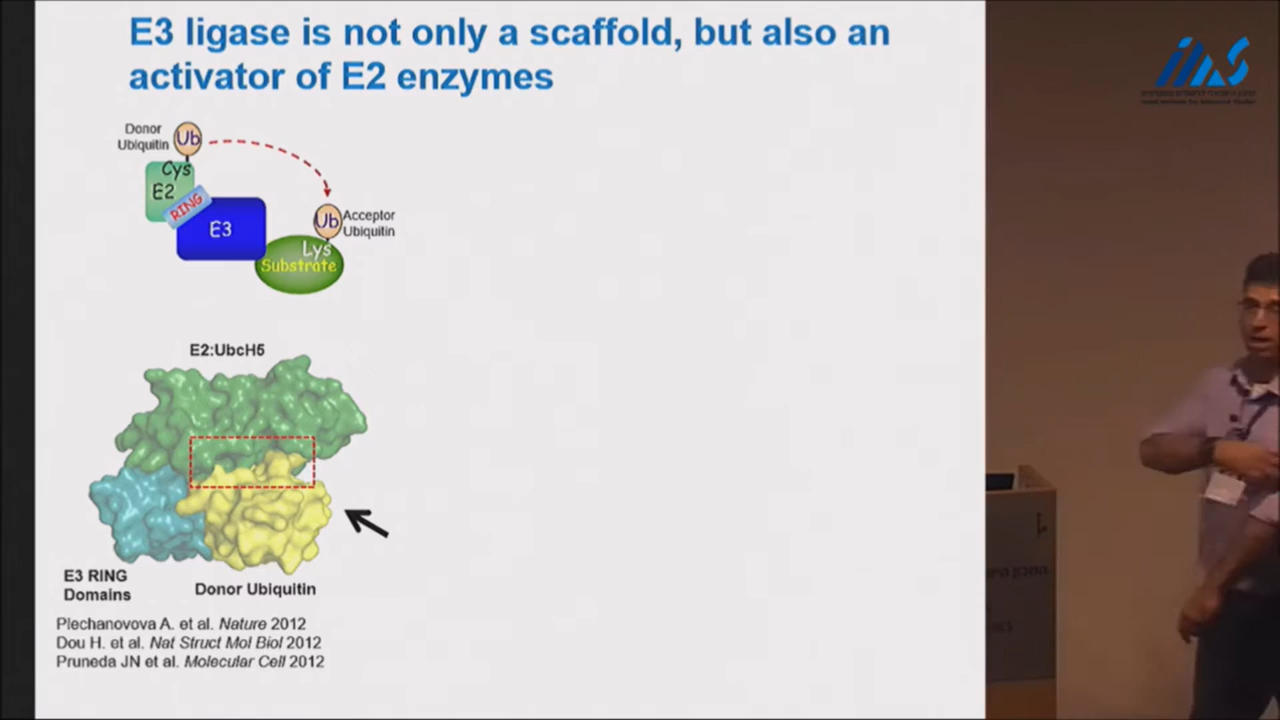 E3 ligase is not only a scaffold, but also an
activator of E2 enzymes
Donor
Ubiquitin
Ub
Cys
E2
RING
E3
Ub
Acceptor
Ubiquitin
Lys
Substrate
E2:UbcH5
E3 RING
Domains
Donor Ubiquitin
Plechanovova A. et al. Nature 2012
Dou H. et al. Nat Struct Mol Biol 2012
Pruneda JN et al. Molecular Cell 2012
IIAS